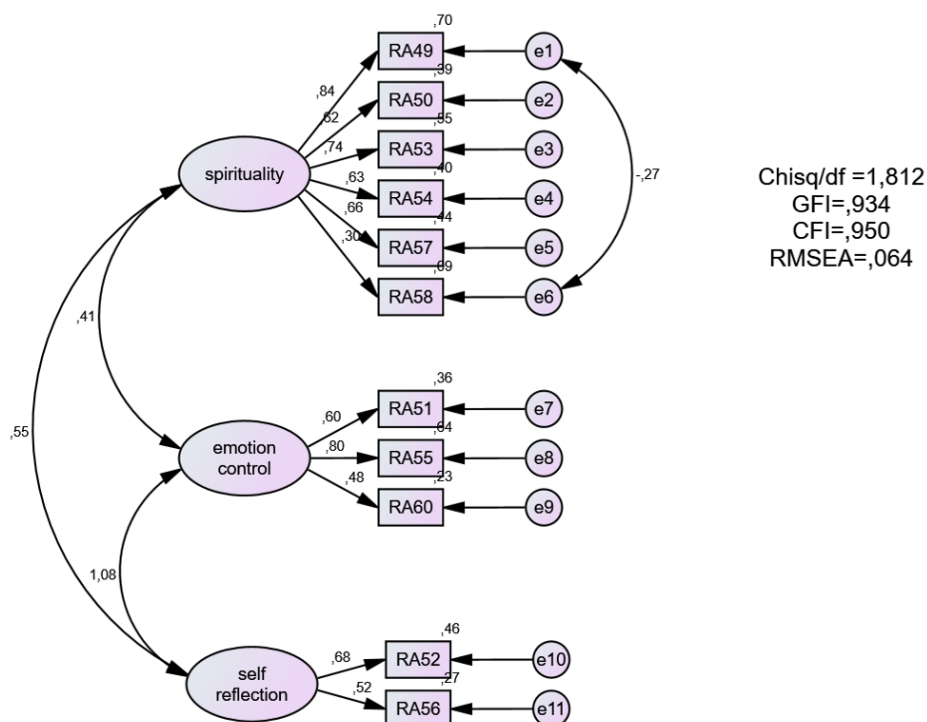 ,70
RA49
e1
,84
,39
RA50
e2
,62
,55
RA53
e3
,74
,40
spirituality
RA54
e4
,63
-,27
,44
,66
RA57
e5
,30
,09
RA58
e6
Chisq/df =1,812
GFI=,934
CFI=,950
RMSEA=,064
,41
,36
RA51
e7
,60
,64
,55
emotion
control
,80
RA55
e8
,23
,48
RA60
e9
1,08
,46
RA52
e10
,68
,27
self
reflection
,52
RA56
e11